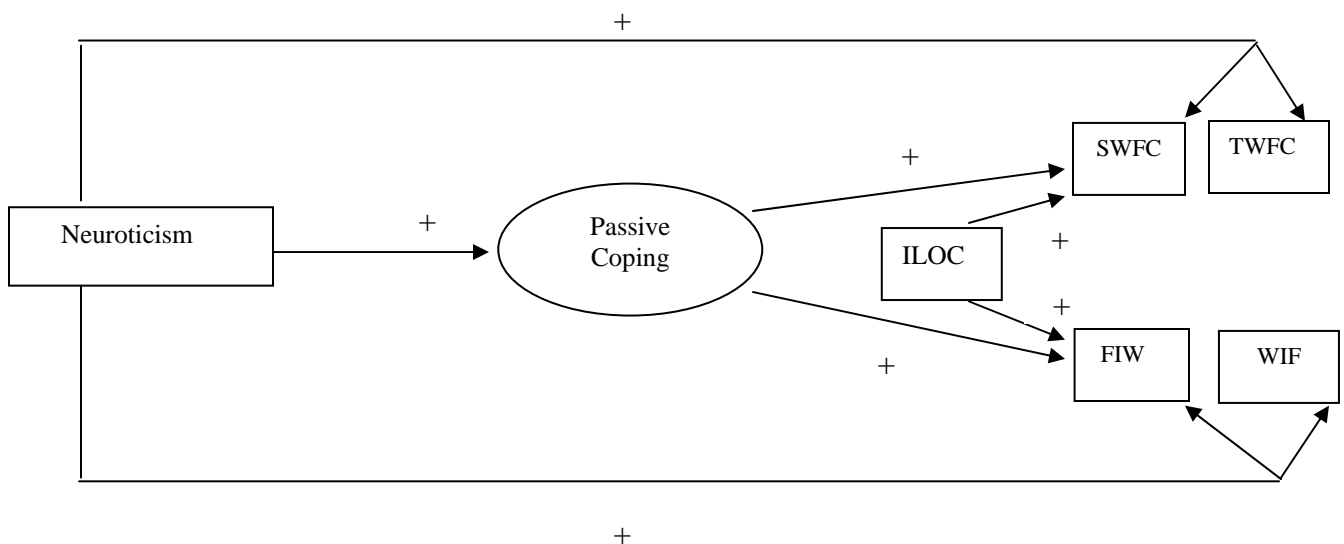 +
SWFC
TWFC
+
Neuroticism
+
Passive
Coping
ILOC
+
+
FIW
WIF
+
+